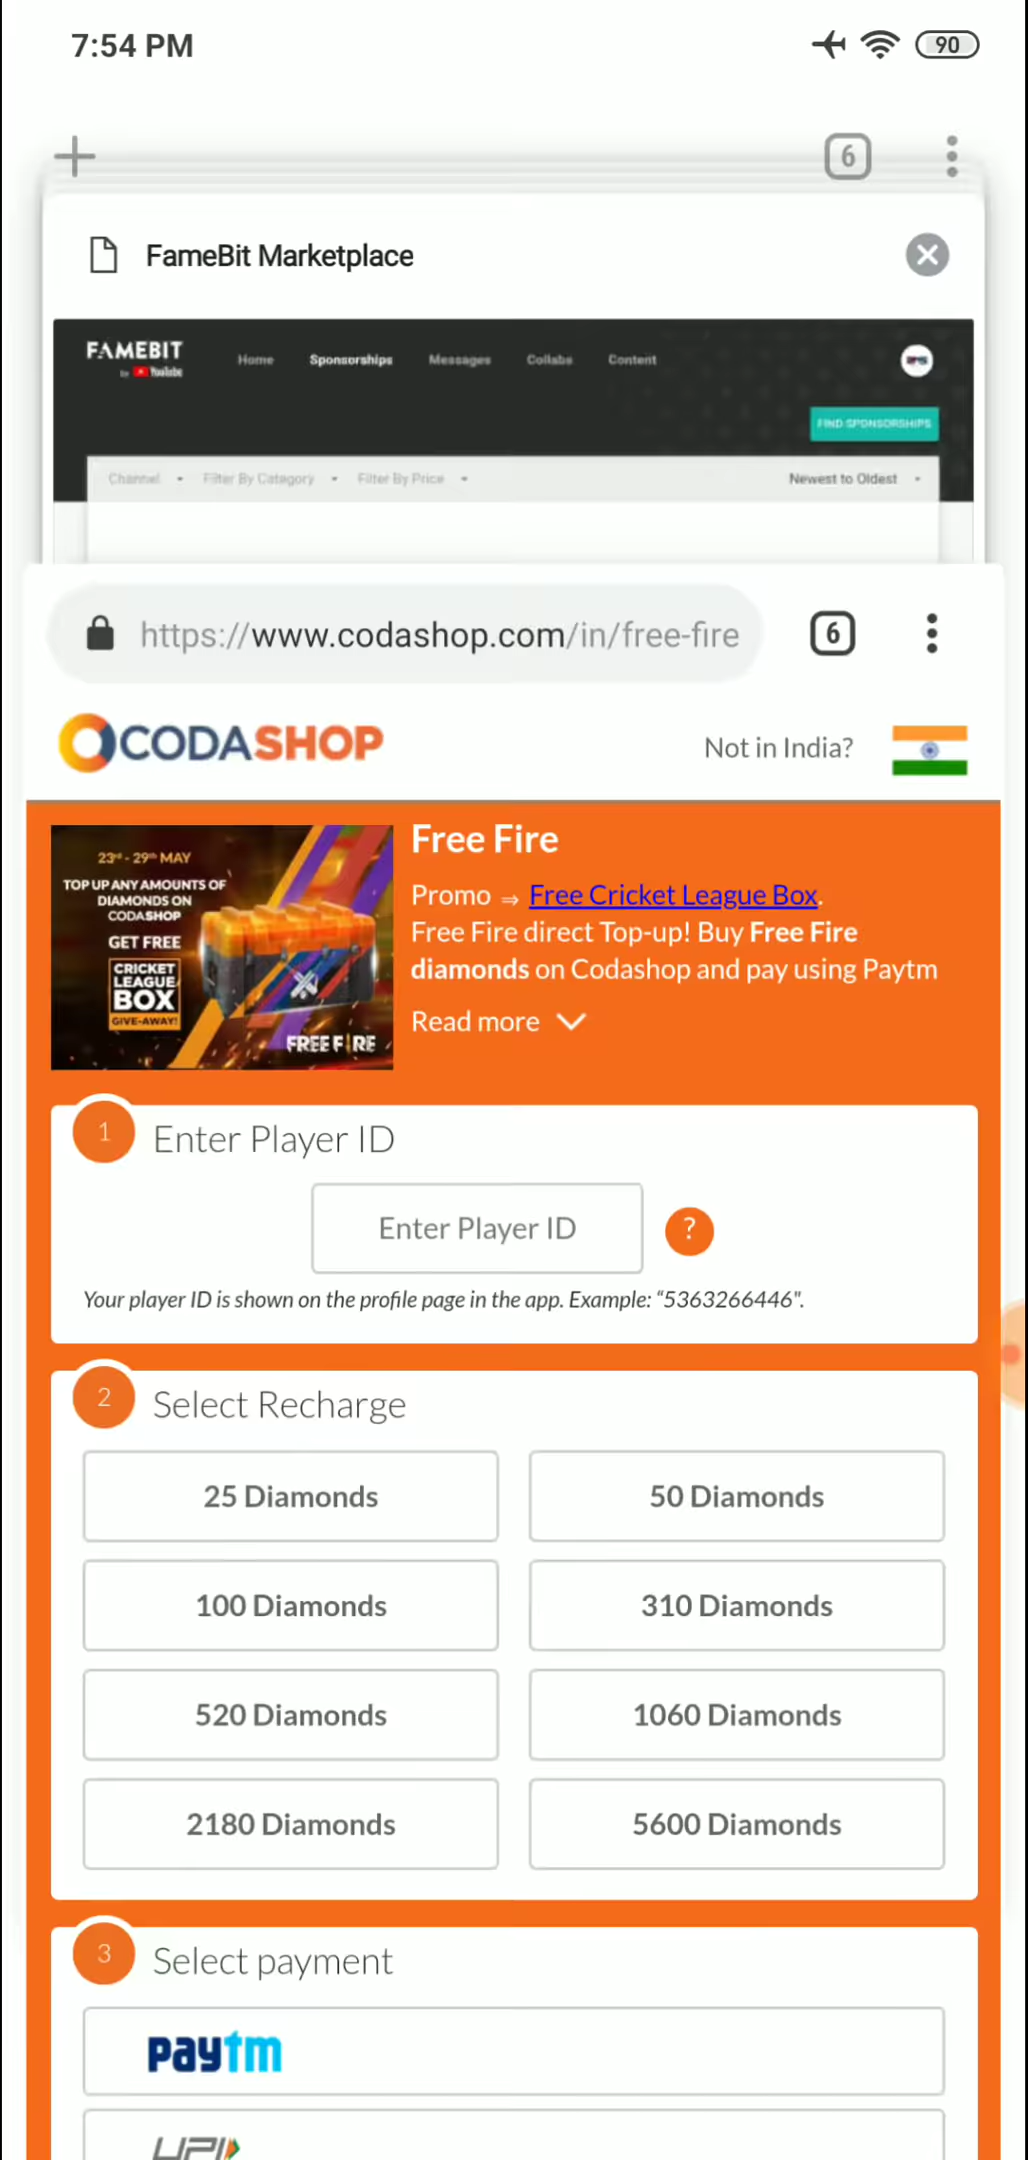 7:54 PM
90
6
FameBit Marketplace
FAMEBIT
by YouTube
Home Sponsorships Messages Collabs Content
FIND SPONSORSHIPS
Channel Filter By Category Filter By Price Newest to Oldest
https://www.codashop.com/in/free-fire
6
CODASHOP
Not in India?
23rd - 29th MAY
TOP UP ANY AMOUNTS OF
DIAMONDS ON
CODASHOP
GET FREE
CRICKET
LEAGUE
BOX
GIVE-AWAY!
FREE FIRE
Free Fire
Promo ⇒ Free Cricket League Box.
Free Fire direct Top-up! Buy Free Fire
diamonds on Codashop and pay using Paytm
Read more
1 Enter Player ID
Enter Player ID ?
Your player ID is shown on the profile page in the app. Example: “5363266446".
2 Select Recharge
25 Diamonds 50 Diamonds
100 Diamonds 310 Diamonds
520 Diamonds 1060 Diamonds
2180 Diamonds 5600 Diamonds
3 Select payment
paytm
UPI